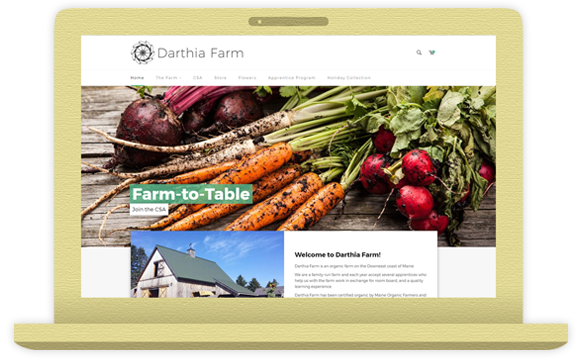 Darthia Farm
Home The Farm CSA Store Flowers Apprentice Program Holiday Collection
Farm-to-Table
Join the CSA
Welcome to Darthia Farm!
Darthia Farm is an organic farm on the Downeast coast of Maine
We are a family run farm and each year accept several apprentices who
help us with the farm work in exchange for room, board, and a quality
learning experience
Darthia Farm has been certified organic by Maine Organic Farmers and